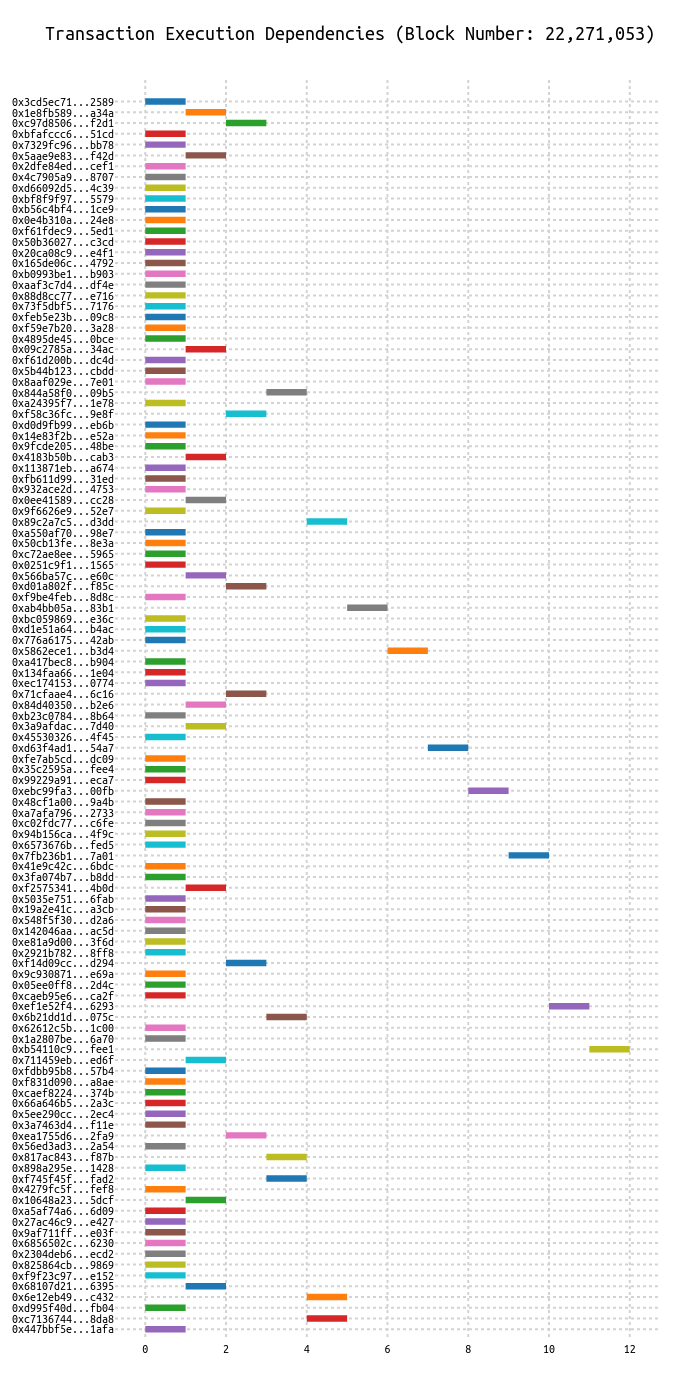 Transaction Execution Dependencies (Block Number: 22,271,053)
0x3cd5ec71...2589
0x1e8fb589...a34a
0xc97d8506...f2d1
0xbfafccc6...51cd
0x7329fc96...bb78
0x5aae9e83...f42d
0x2dfe84ed...cef1
0x4c7905a9...8707
0xd66092d5...4c39
0xbf8f9f97...5579
0xb56c4bf4...1ce9
0x0e4b310a...24e8
0xf61fdec9...5ed1
0x50b36027...c3cd
0x20ca08c9...e4f1
0x165de06c...4792
0xb0993be1...b903
0xaaf3c7d4...df4e
0x88d8cc77...e716
0x73f5dbf5...7176
0xfeb5e23b...09c8
0xf59e7b20...3a28
0x4895de45...0bce
0x09c2785a...34ac
0xf61d200b...dc4d
0x5b44b123...cbdd
0x8aaf029e...7e01
0x844a58f0...09b5
0xa24395f7...1e78
0xf58c36fc...9e8f
0xd0d9fb99...eb6b
0x14e83f2b...e52a
0x9fcde205...48be
0x4183b50b...cab3
0x113871eb...a674
0xfb611d99...31ed
0x932ace2d...4753
0x0ee41589...cc28
0x9f6626e9...52e7
0x89c2a7c5...d3dd
0xa550af70...98e7
0x50cb13fe...8e3a
0xc72ae8ee...5965
0x0251c9f1...1565
0x566ba57c...e60c
0xd01a802f...f85c
0xf9be4feb...8d8c
0xab4bb05a...83b1
0xbc059869...e36c
0xd1e51a64...b4ac
0x776a6175...42ab
0x5862ece1...b3d4
0xa417bec8...b904
0x134faa66...1e04
0xec174153...0774
0x71cfaae4...6c16
0x84d40350...b2e6
0xb23c0784...8b64
0x3a9afdac...7d40
0x45530326...4f45
0xd63f4ad1...54a7
0xfe7ab5cd...dc09
0x35c2595a...fee4
0x99229a91...eca7
0xebc99fa3...00fb
0x48cf1a00...9a4b
0xa7afa796...2733
0xc02fdc77...c6fe
0x94b156ca...4f9c
0x6573676b...fed5
0x7fb236b1...7a01
0x41e9c42c...6bdc
0x3fa074b7...b8dd
0xf2575341...4b0d
0x5035e751...6fab
0x19a2e41c...a3cb
0x548f5f30...d2a6
0x142046aa...ac5d
0xe81a9d00...3f6d
0x2921b782...8ff8
0xf14d09cc...d294
0x9c930871...e69a
0x05ee0ff8...2d4c
0xcaeb95e6...ca2f
0xef1e52f4...6293
0x6b21dd1d...075c
0x62612c5b...1c00
0x1a2807be...6a70
0xb54110c9...fee1
0x711459eb...ed6f
0xfdbb95b8...57b4
0xf831d090...a8ae
0xcaef8224...374b
0x66a646b5...2a3c
0x5ee290cc...2ec4
0x3a7463d4...f11e
0xea1755d6...2fa9
0x56ed3ad3...2a54
0x817ac843...f87b
0x898a295e...1428
0xf745f45f...fad2
0x4279fc5f...fef8
0x10648a23...5dcf
0xa5af74a6...6d09
0x27ac46c9...e427
0x9af711ff...e03f
0x6856502c...6230
0x2304deb6...ecd2
0x825864cb...9869
0xf9f23c97...e152
0x68107d21...6395
0x6e12eb49...c432
0xd995f40d...fb04
0xc7136744...8da8
0x447bbf5e...1afa
0 2 4 6 8 10 12